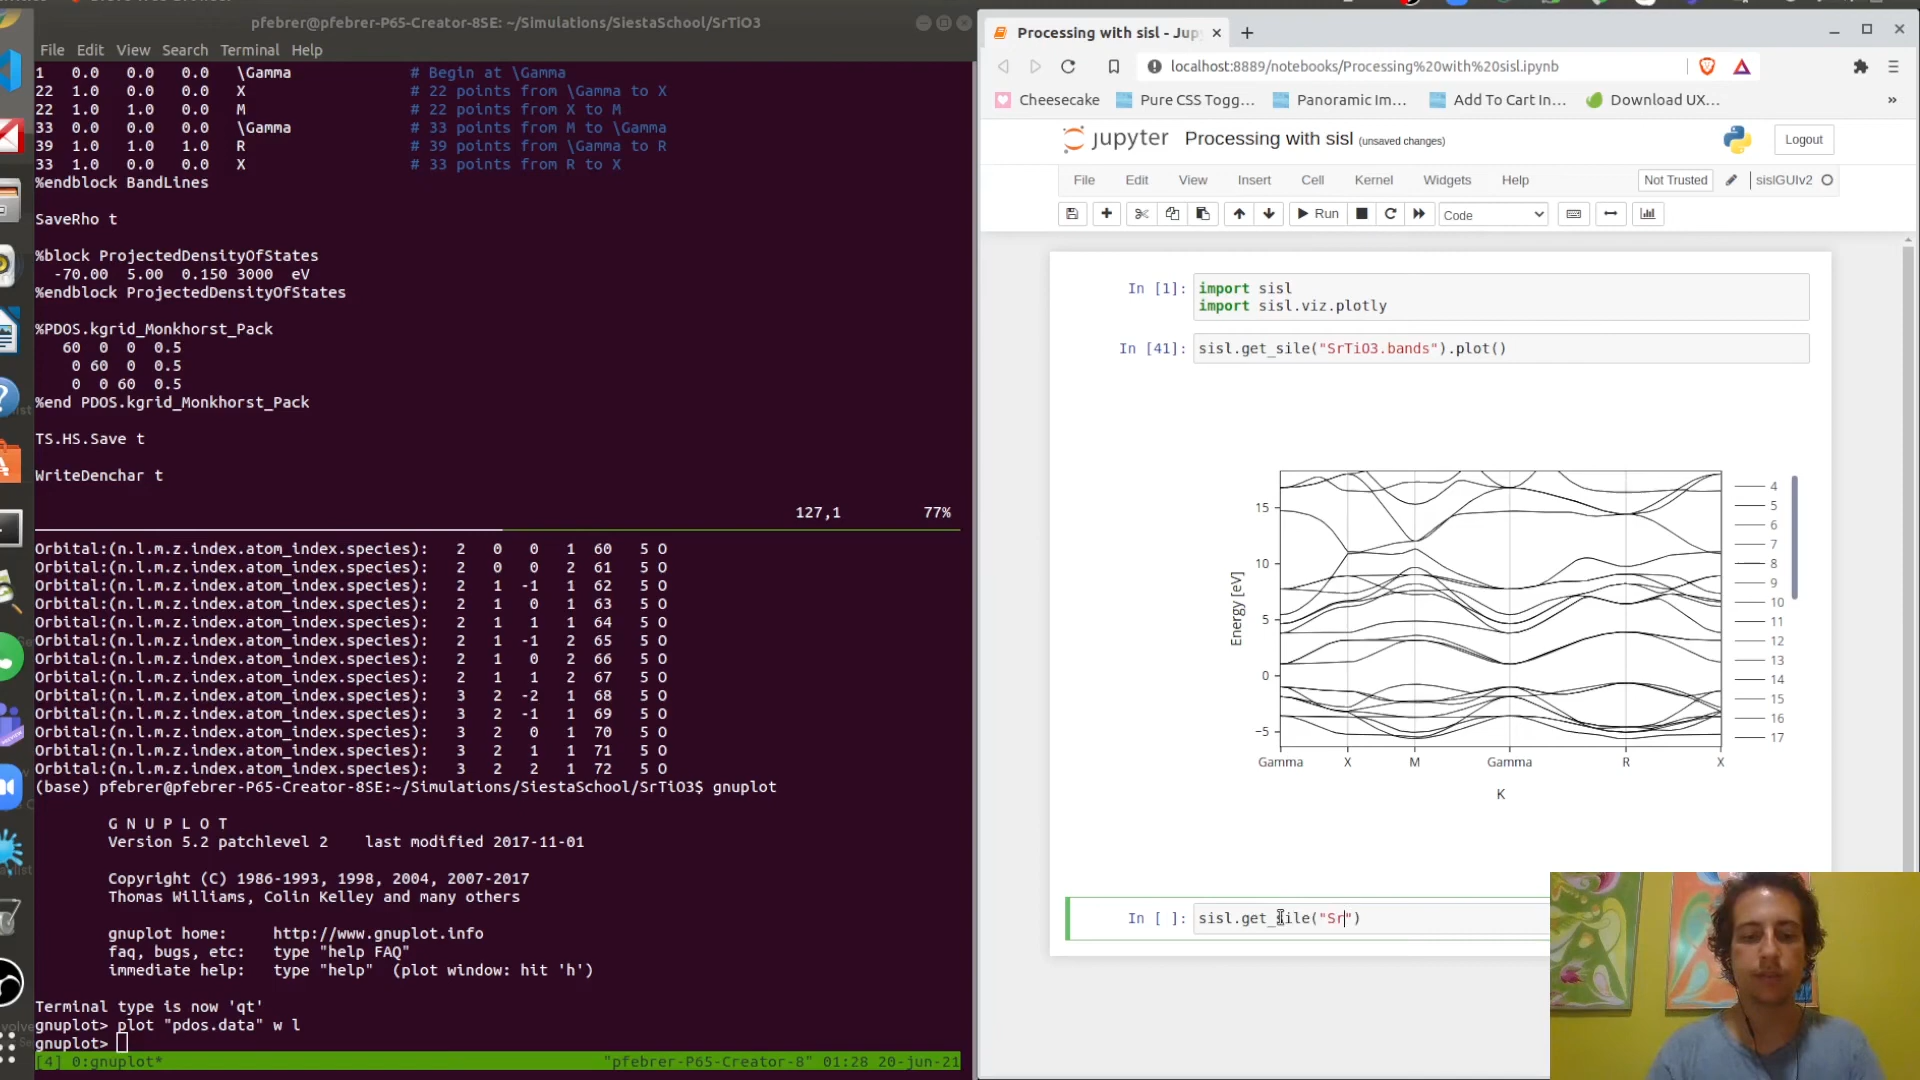 pfebrer@pfebrer-P65-Creator-8SE: ~/Simulations/SiestaSchool/SrTiO3
File Edit View Search Terminal Help
1 0.0 0.0 0.0 \Gamma # Begin at \Gamma
22 1.0 0.0 0.0 X # 22 points from \Gamma to X
22 1.0 1.0 0.0 M # 22 points from X to M
33 0.0 0.0 0.0 \Gamma # 33 points from M to \Gamma
39 1.0 1.0 1.0 R # 39 points from \Gamma to R
33 1.0 0.0 0.0 X # 33 points from R to X
%endblock BandLines
SaveRho t
%block ProjectedDensityOfStates
-70.00 5.00 0.150 3000 eV
%endblock ProjectedDensityOfStates
%PDOS.kgrid_Monkhorst_Pack
60 0 0 0.5
0 60 0 0.5
0 0 60 0.5
%end PDOS.kgrid_Monkhorst_Pack
TS.HS.Save t
WriteDenchar t
127,1 77%
Orbital:(n.l.m.z.index.atom_index.species): 2 0 0 1 60 5 O
Orbital:(n.l.m.z.index.atom_index.species): 2 0 0 2 61 5 O
Orbital:(n.l.m.z.index.atom_index.species): 2 1 -1 1 62 5 O
Orbital:(n.l.m.z.index.atom_index.species): 2 1 0 1 63 5 O
Orbital:(n.l.m.z.index.atom_index.species): 2 1 1 1 64 5 O
Orbital:(n.l.m.z.index.atom_index.species): 2 1 -1 2 65 5 O
Orbital:(n.l.m.z.index.atom_index.species): 2 1 0 2 66 5 O
Orbital:(n.l.m.z.index.atom_index.species): 2 1 1 2 67 5 O
Orbital:(n.l.m.z.index.atom_index.species): 3 2 -2 1 68 5 O
Orbital:(n.l.m.z.index.atom_index.species): 3 2 -1 1 69 5 O
Orbital:(n.l.m.z.index.atom_index.species): 3 2 0 1 70 5 O
Orbital:(n.l.m.z.index.atom_index.species): 3 2 1 1 71 5 O
Orbital:(n.l.m.z.index.atom_index.species): 3 2 2 1 72 5 O
(base) pfebrer@pfebrer-P65-Creator-8SE:~/Simulations/SiestaSchool/SrTiO3$ gnuplot
G N U P L O T
Version 5.2 patchlevel 2 last modified 2017-11-01
Copyright (C) 1986-1993, 1998, 2004, 2007-2017
Thomas Williams, Colin Kelley and many others
gnuplot home: http://www.gnuplot.info
faq, bugs, etc: type "help FAQ"
immediate help: type "help" (plot window: hit 'h')
Terminal type is now 'qt'
gnuplot> plot "pdos.data" w l
gnuplot>
[4] 0:gnuplot* "pfebrer-P65-Creator-8" 01:28 20-jun-21
Processing with sisl - Jup
localhost:8889/notebooks/Processing%20with%20sisl.ipynb
Cheesecake Pure CSS Togg... Panoramic Im... Add To Cart In... Download UX... »
jupyter Processing with sisl (unsaved changes) Logout
File Edit View Insert Cell Kernel Widgets Help Not Trusted sislGUIv2
Run Code
In [1]: import sisl
import sisl.viz.plotly
In [41]: sisl.get_sile("SrTiO3.bands").plot()
15
10
5
0
−5
Energy [eV]
Gamma X M Gamma R X
K
4
5
6
7
8
9
10
11
12
13
14
15
16
17
In [ ]: sisl.get_sile("Sr")